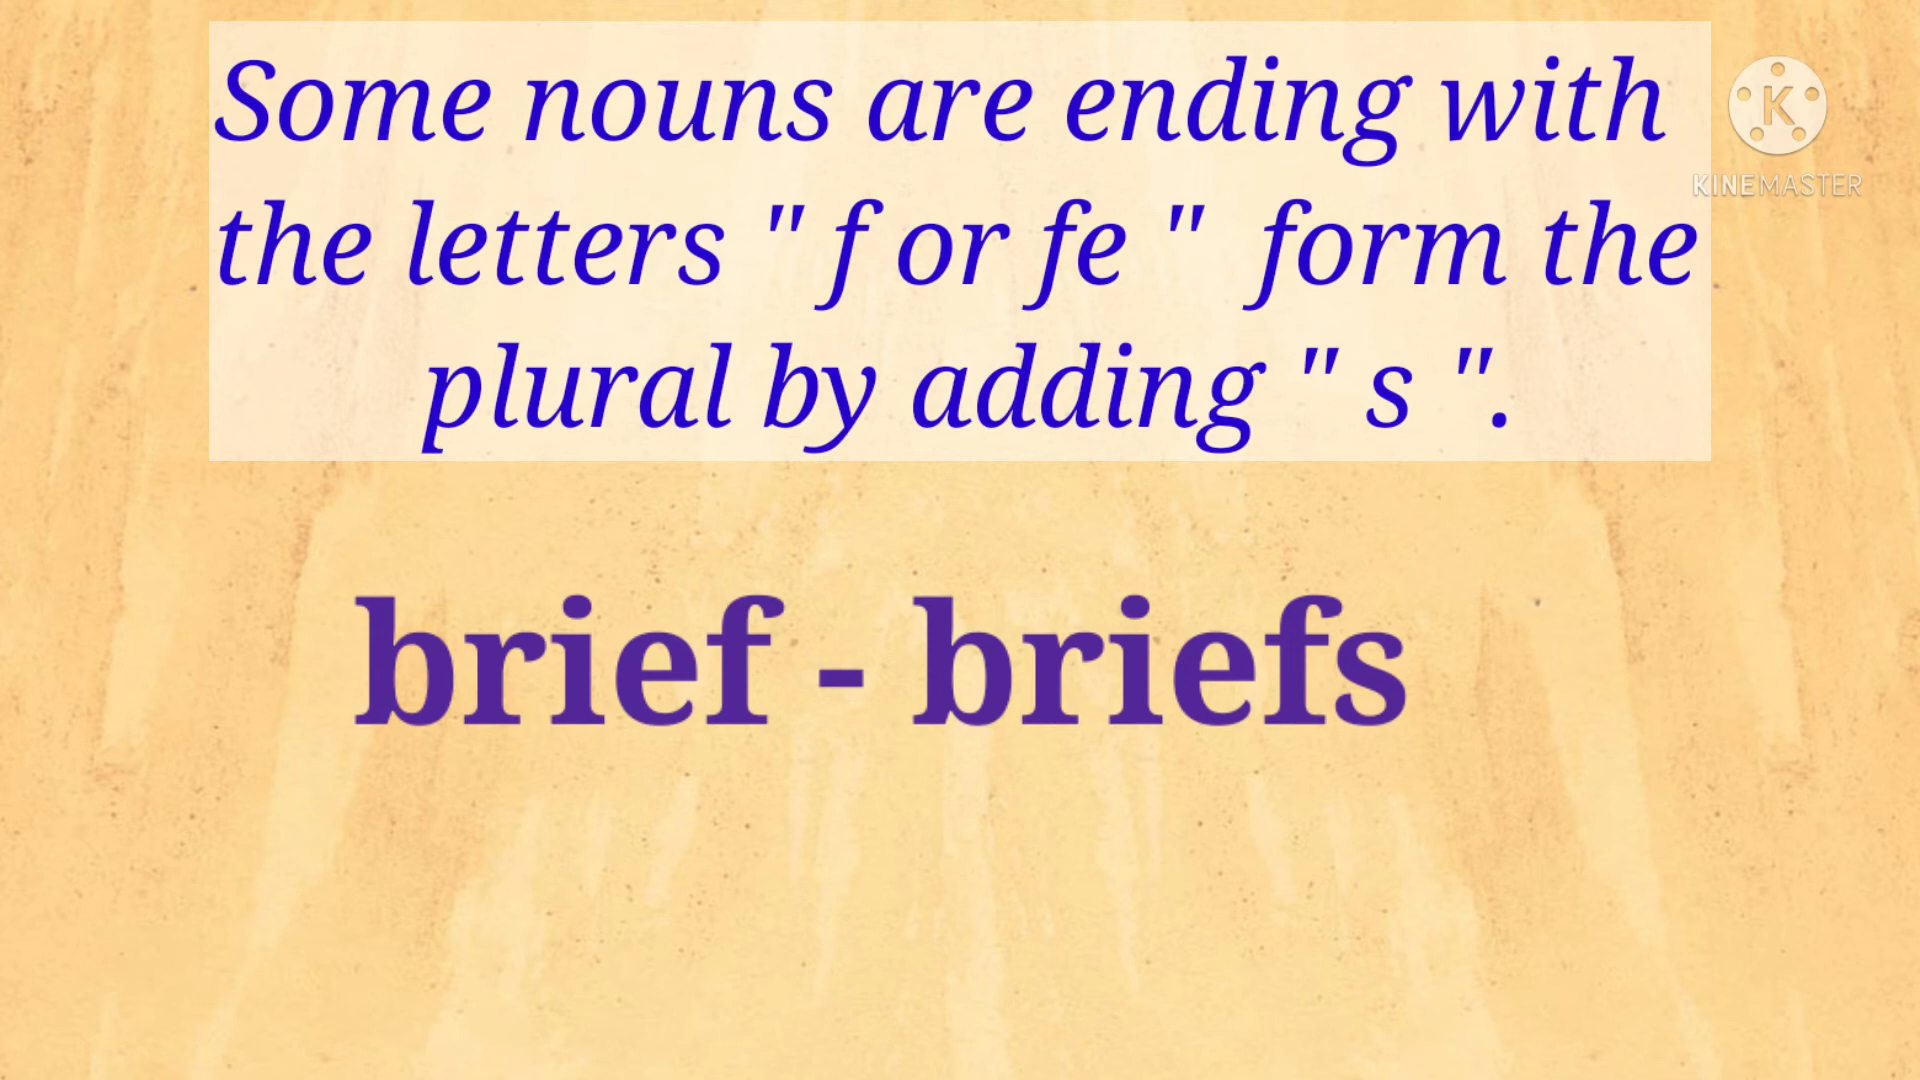 Some nouns are ending with
the letters " f or fe "  form the
plural by adding " s ".
K
KINEMASTER
brief - briefs